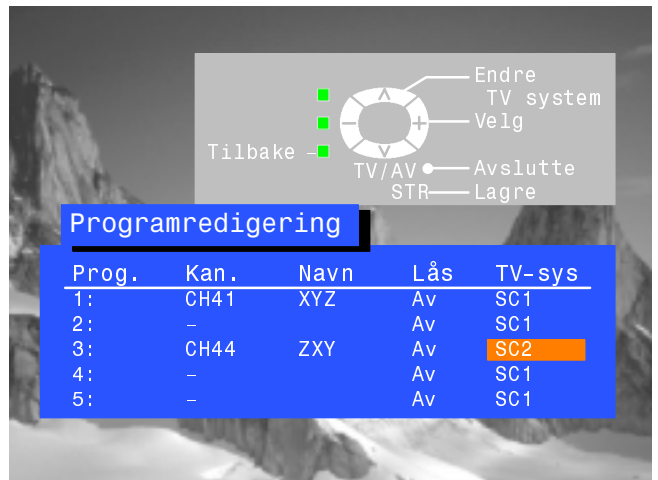 Endre
TV system
Velg
Tilbake
TV/AV Avslutte
STR Lagre
Programredigering
Prog. Kan. Navn Lås TV-sys
1: CH41 XYZ Av SC1
2: – Av SC1
3: CH44 ZXY Av SC2
4: – Av SC1
5: – Av SC1